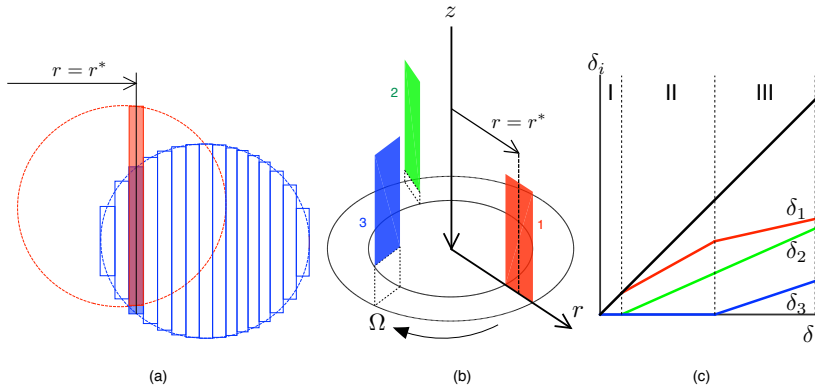 r = r*
(a)
z
2
r = r*
3
1
r
Ω
(b)
δᵢ
I
II
III
δ₁
δ₂
δ₃
δ
(c)